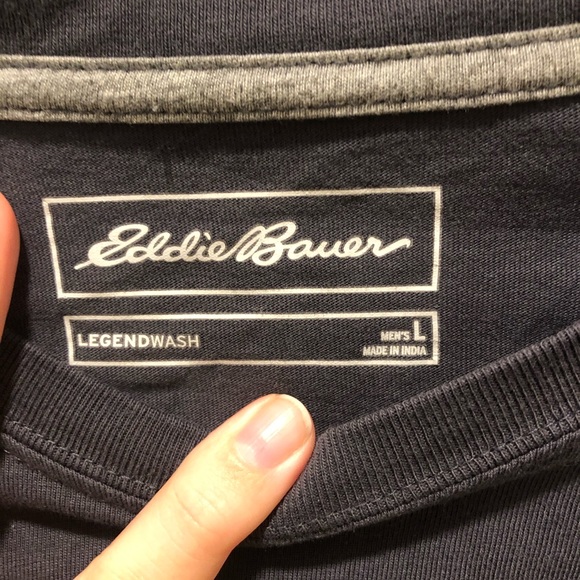 Eddie Bauer
LEGENDWASH
MEN'S L
MADE IN INDIA